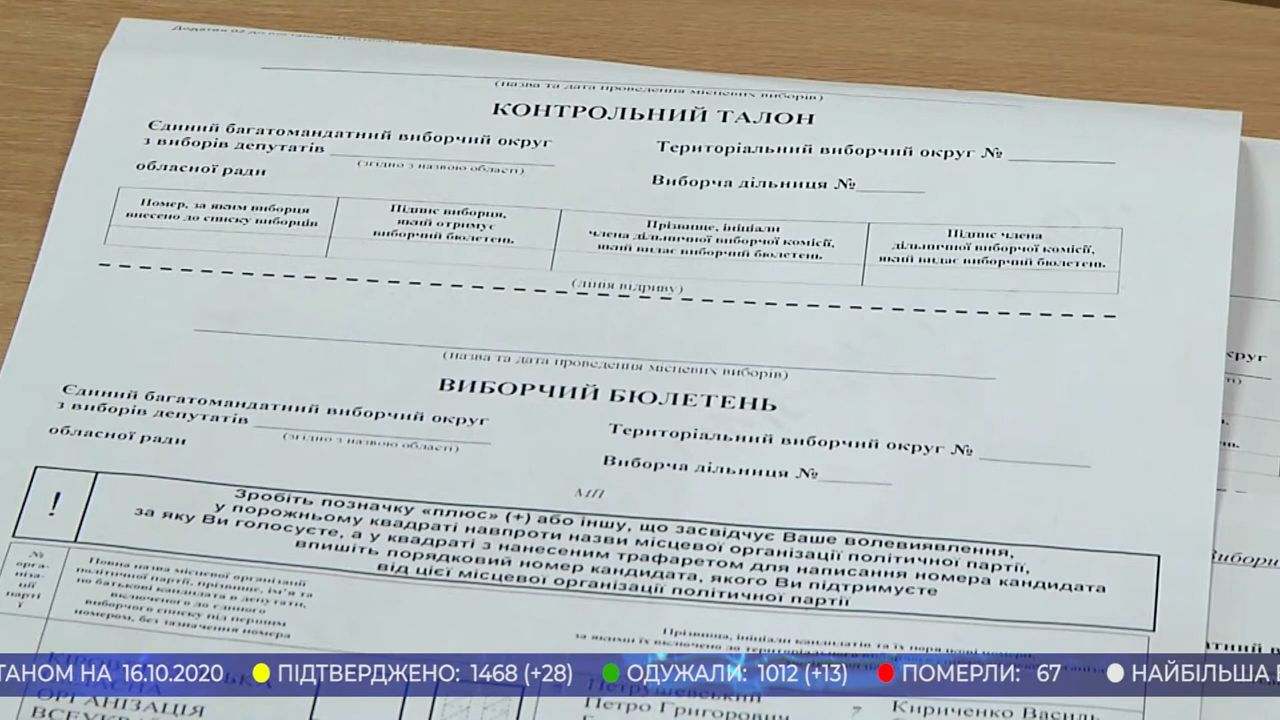 (назва та дата проведення місцевих виборів)
КОНТРОЛЬНИЙ ТАЛОН
Єдиний багатомандатний виборчий округ
з виборів депутатів
(згідно з назвою області)
обласної ради
Територіальний виборчий округ №
Виборча дільниця №
Номер, за яким виборця
внесено до списку виборців
Підпис виборця,
який отримує
виборчий бюлетень.
Прізвище, ініціали
члена дільничної виборчої комісії,
який видає виборчий бюлетень.
Підпис члена
дільничної виборчої комісії,
який видає виборчий бюлетень.
(лінія відриву)
(назва та дата проведення місцевих виборів)
ВИБОРЧИЙ БЮЛЕТЕНЬ
Єдиний багатомандатний виборчий округ
з виборів депутатів
(згідно з назвою області)
обласної ради
Територіальний виборчий округ №
Виборча дільниця №
МП
!
Зробіть позначку «плюс» (+) або іншу, що засвідчує Ваше волевиявлення,
у порожньому квадраті навпроти назви місцевої організації політичної партії,
за яку Ви голосуєте, а у квадраті з нанесеним трафаретом для написання номера кандидата
впишіть порядковий номер кандидата, якого Ви підтримуєте
від цієї місцевої організації політичної партії
№
орга-
ніза-
ції
парті
ї
Повна назва місцевої організації
політичної партії, прізвище, ім'я та
по батькові кандидата в депутати,
включеного до єдиного
виборчого списку під першим
номером, без зазначення номера
Прізвища, ініціали кандидатів та їх порядкові номери,
ТАНОМ НА 16.10.2020 ПІДТВЕРДЖЕНО: 1468 (+28) ОДУЖАЛИ: 1012 (+13) ПОМЕРЛИ: 67 НАЙБІЛЬША
ОРГАНІЗАЦІЯ
Петрушевський
Петро Григорович
7
Кириченко Василь